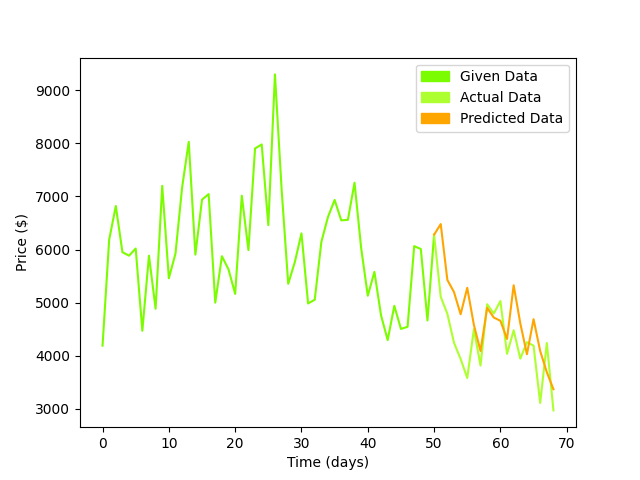 Given Data
Actual Data
Predicted Data
9000
8000
7000
6000
5000
4000
3000
Price ($)
0 10 20 30 40 50 60 70
Time (days)